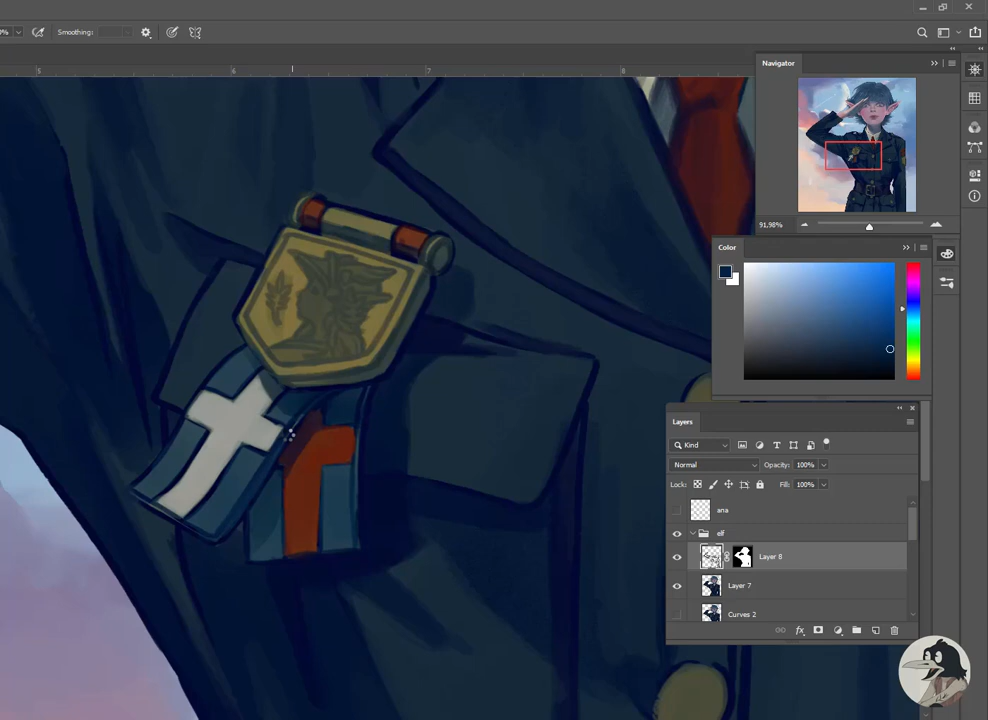 0%
Smoothing:
5 6 7 8
Navigator
91,98%
Color
Layers
Kind
Normal
Opacity: 100%
Lock:
Fill: 100%
ana
elf
Layer 8
Layer 7
Curves 2